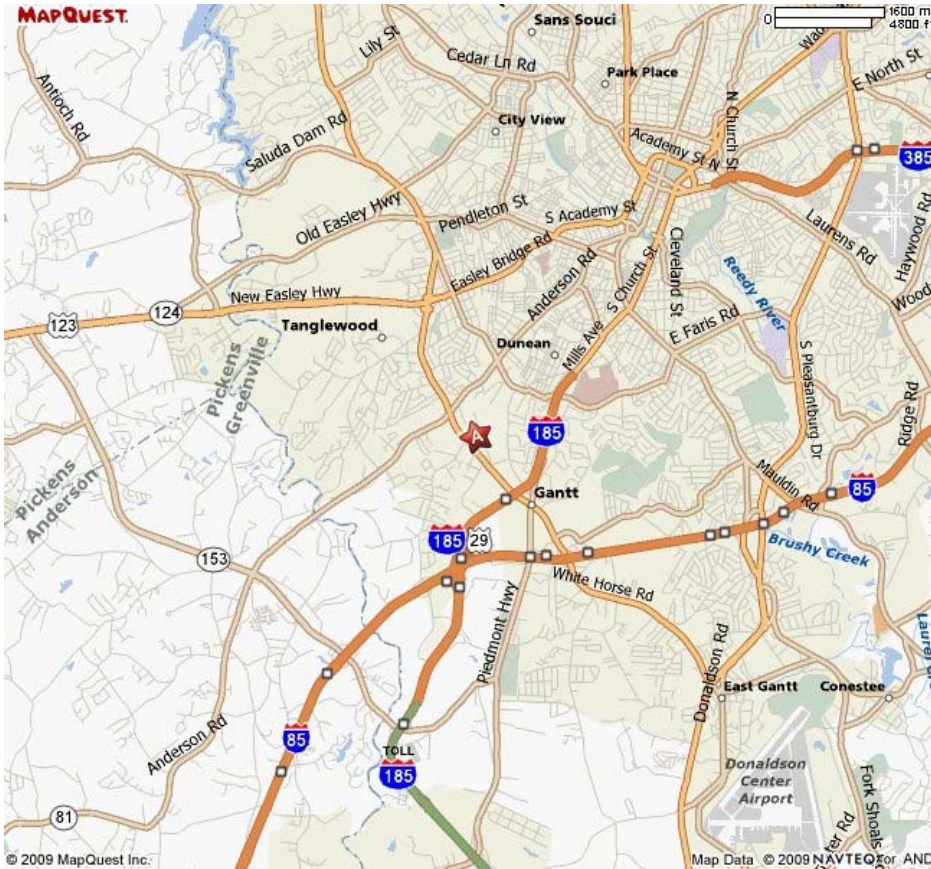 MAPQUEST.
0
1600 m
4800 ft
Sans Souci
Lily St
Cedar Ln Rd
Park Place
E North St
Antioch Rd
City View
N Church St
Academy St N
Saluda Dam Rd
385
Old Easley Hwy
Pendleton St
S Academy St
Laurens Rd
Haywood Rd
Easley Bridge Rd
Anderson Rd
S Church St
Cleveland St
Reedy River
New Easley Hwy
124
123
Tanglewood
Dunean
Mills Ave
E Faris Rd
S Pleasantburg Dr
Pickens
Greenville
Ridge Rd
A
185
Pickens
Anderson
Gantt
Mauldin Rd
85
185
29
Brushy Creek
153
White Horse Rd
Piedmont Hwy
Donaldson Rd
East Gantt
Conestee
Anderson Rd
85
TOLL
185
Donaldson
Center
Airport
Fork Shoals
81
© 2009 MapQuest Inc.
Map Data © 2009 NAVTEQ or AND